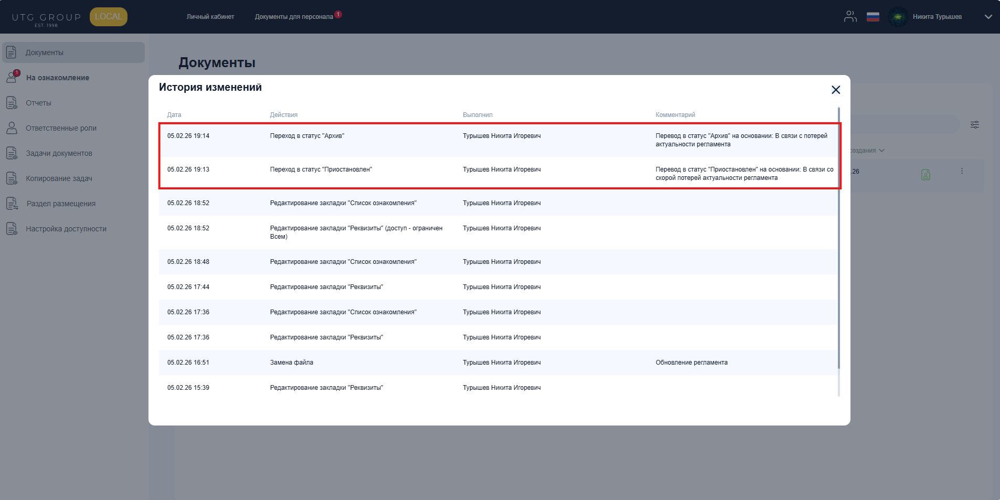 UTG GROUP
EST. 1998
LOCAL
Личный кабинет
Документы для персонала
1
Никита Турышев
Документы
1
На ознакомление
Отчеты
Ответственные роли
Задачи документов
Копирование задач
Раздел размещения
Настройка доступности
Документы
создания
.26
История изменений
Дата Действия Выполнил Комментарий
05.02.26 19:14 Переход в статус "Архив" Турышев Никита Игоревич Перевод в статус "Архив" на основании: В связи с потерей
актуальности регламента
05.02.26 19:13 Переход в статус "Приостановлен" Турышев Никита Игоревич Перевод в статус "Приостановлен" на основании: В связи со
скорой потерей актуальности регламента
05.02.26 18:52 Редактирование закладки "Список ознакомления" Турышев Никита Игоревич
05.02.26 18:52 Редактирование закладки "Реквизиты" (доступ - ограничен Турышев Никита Игоревич
Всем)
05.02.26 18:48 Редактирование закладки "Список ознакомления" Турышев Никита Игоревич
05.02.26 17:44 Редактирование закладки "Реквизиты" Турышев Никита Игоревич
05.02.26 17:36 Редактирование закладки "Список ознакомления" Турышев Никита Игоревич
05.02.26 17:36 Редактирование закладки "Реквизиты" Турышев Никита Игоревич
05.02.26 16:51 Замена файла Турышев Никита Игоревич Обновление регламента
05.02.26 15:39 Редактирование закладки "Реквизиты" Турышев Никита Игоревич